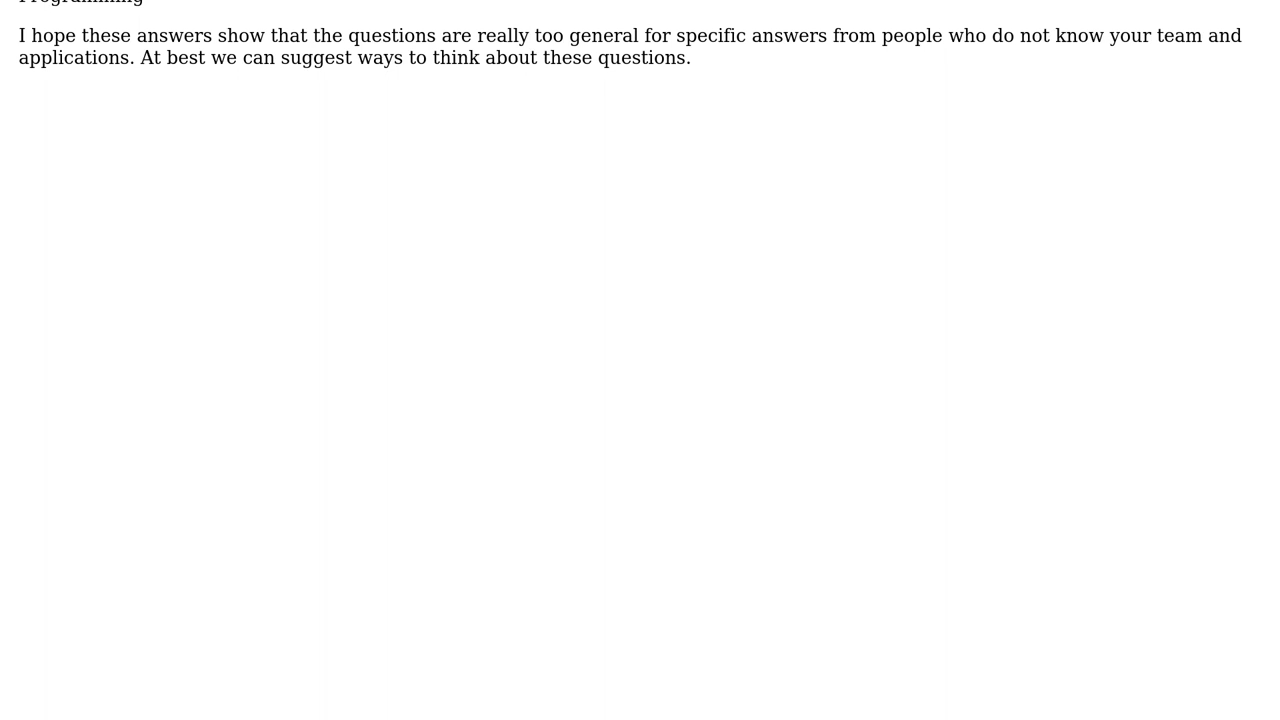 Programming
I hope these answers show that the questions are really too general for specific answers from people who do not know your team and
applications. At best we can suggest ways to think about these questions.